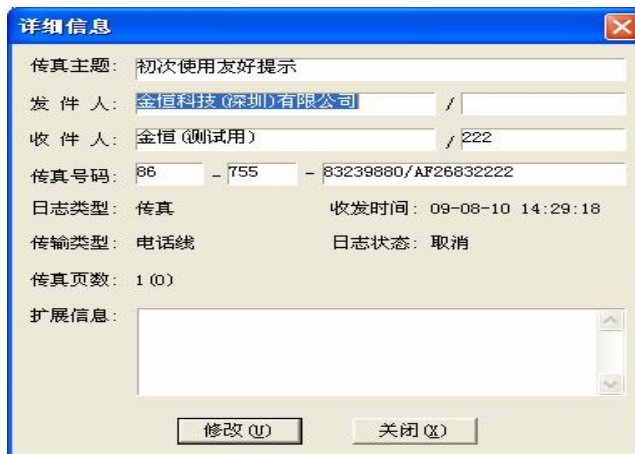 详细信息
传真主题: 初次使用友好提示
发 件 人: 金恒科技(深圳)有限公司 /
收 件 人: 金恒(测试用) / 222
传真号码: 86 - 755 - 83239880/AF26832222
日志类型: 传真 收发时间: 09-08-10 14:29:18
传输类型: 电话线 日志状态: 取消
传真页数: 1(0)
扩展信息:
修改(U) 关闭(X)